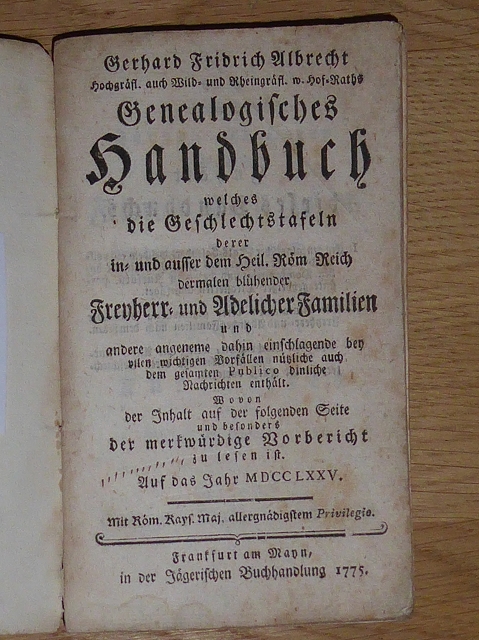 Gerhard Fridrich Albrecht
Hochgräfl. auch Wild- und Rheingräfl. w. Hof-Raths
Genealogisches
Handbuch
welches
die Geschlechtstafeln
derer
in- und ausser dem Heil. Röm Reich
dermalen blühender
Freyherr- und Adelicher Familien
und
andere angeneme dahin einschlagende bey
vilen wichtigen Vorfällen nützliche auch
dem gesamten Publico dinliche
Nachrichten enthält.
Wovon
der Inhalt auf der folgenden Seite
und besonders
der merkwürdige Vorbericht
zu lesen ist.
Auf das Jahr MDCCLXXV.
Mit Röm. Kays. Maj. allergnädigstem Privilegio.
Frankfurt am Mayn,
in der Jägerischen Buchhandlung 1775.